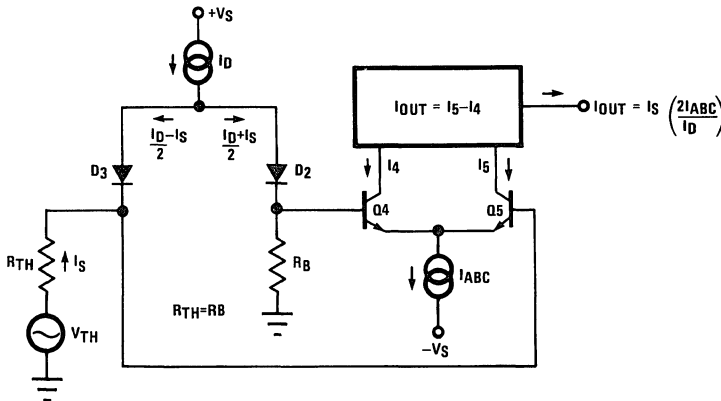 +VS
ID
IOUT = I5–I4
IOUT = IS (2IABC/ID)
ID/2–IS
ID/2+IS
I4
I5
D3
D2
Q4
Q5
RTH
IS
RB
IABC
RTH=RB
VTH
–VS